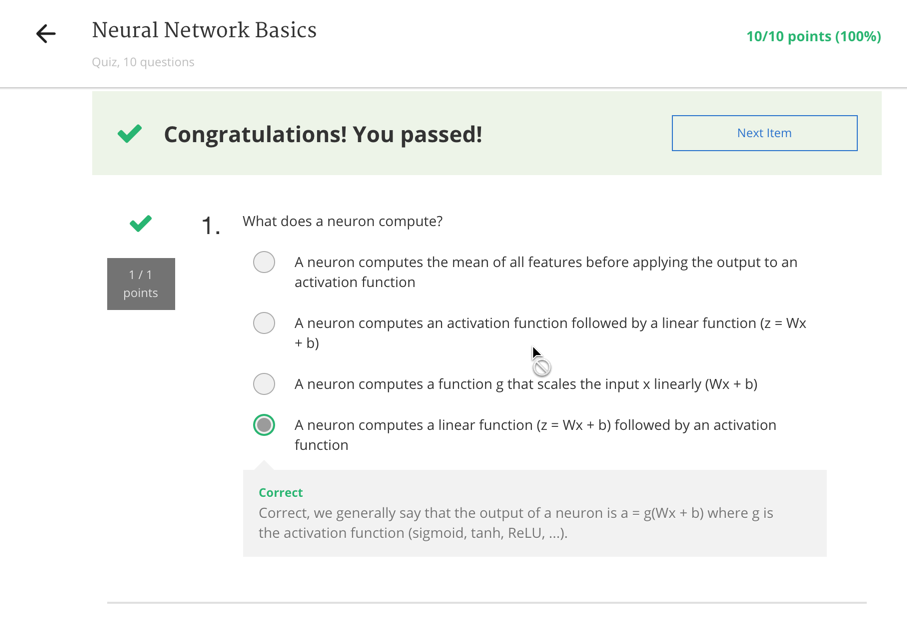 Neural Network Basics
10/10 points (100%)
Quiz, 10 questions
Congratulations! You passed!
Next Item
1.
What does a neuron compute?
1 / 1
points
A neuron computes the mean of all features before applying the output to an
activation function
A neuron computes an activation function followed by a linear function (z = Wx
+ b)
A neuron computes a function g that scales the input x linearly (Wx + b)
A neuron computes a linear function (z = Wx + b) followed by an activation
function
Correct
Correct, we generally say that the output of a neuron is a = g(Wx + b) where g is
the activation function (sigmoid, tanh, ReLU, ...).